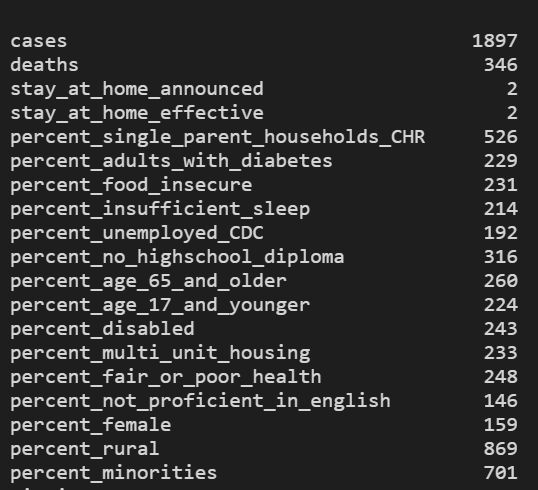 cases 1897
deaths 346
stay_at_home_announced 2
stay_at_home_effective 2
percent_single_parent_households_CHR 526
percent_adults_with_diabetes 229
percent_food_insecure 231
percent_insufficient_sleep 214
percent_unemployed_CDC 192
percent_no_highschool_diploma 316
percent_age_65_and_older 260
percent_age_17_and_younger 224
percent_disabled 243
percent_multi_unit_housing 233
percent_fair_or_poor_health 248
percent_not_proficient_in_english 146
percent_female 159
percent_rural 869
percent_minorities 701